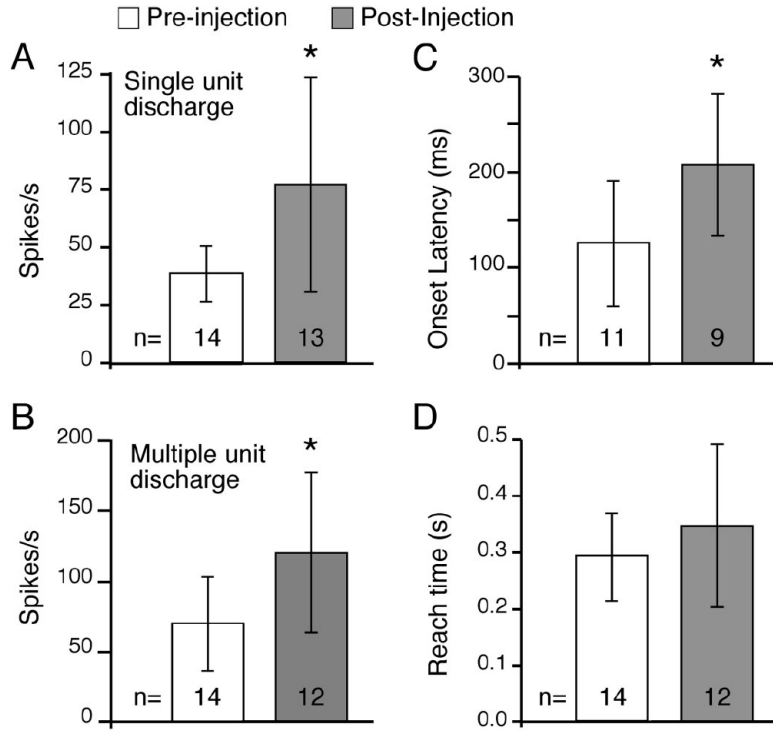 Pre-injection Post-Injection
A
Single unit
discharge
*
125
100
75
50
25
0
Spikes/s
n= 14 13
C
*
300
200
100
0
Onset Latency (ms)
n= 11 9
B
Multiple unit
discharge
*
200
150
100
50
0
Spikes/s
n= 14 12
D
0.5
0.4
0.3
0.2
0.1
0.0
Reach time (s)
n= 14 12